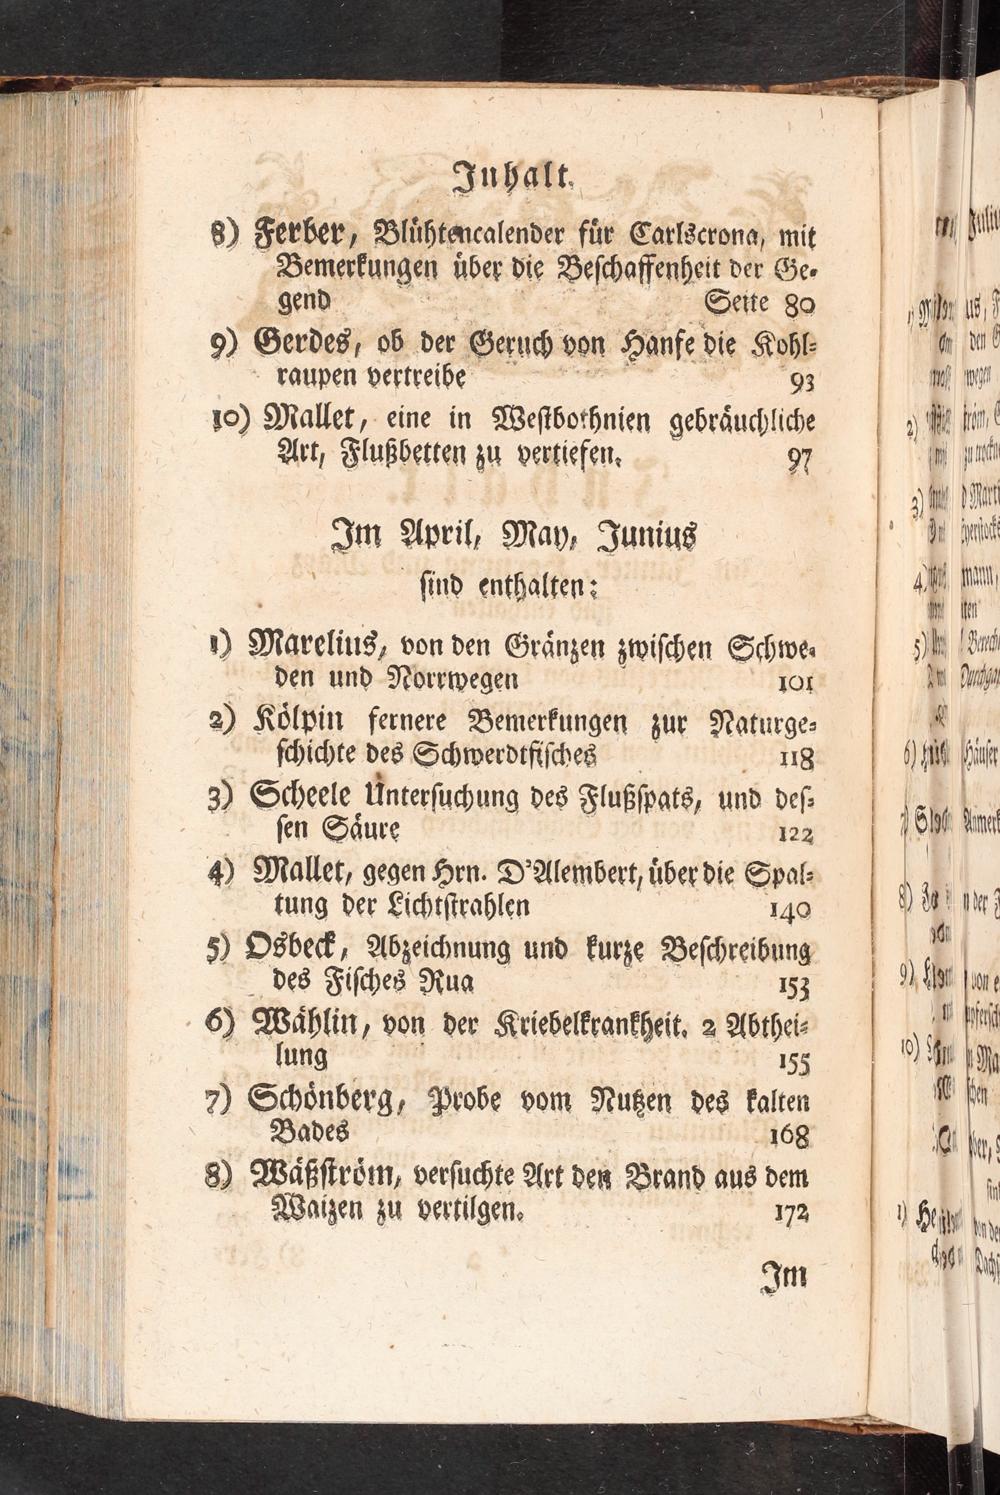 Inhalt.
8) Ferber, Blühtencalender für Carlscrona, mit
Bemerkungen über die Beschaffenheit der Ge-
gend Seite 80
9) Gerdes, ob der Geruch von Hanfe die Kohl-
raupen vertreibe 93
10) Mallet, eine in Westbothnien gebräuchliche
Art, Flußbetten zu vertiefen. 97
Im April, May, Junius
sind enthalten:
1) Marelius, von den Gränzen zwischen Schwe-
den und Norrwegen 101
2) Kölpin fernere Bemerkungen zur Naturge-
schichte des Schwerdtfisches 118
3) Scheele Untersuchung des Flußspats, und des-
sen Säure 122
4) Mallet, gegen Hrn. D'Alembert, über die Spal-
tung der Lichtstrahlen 140
5) Osbeck, Abzeichnung und kurze Beschreibung
des Fisches Rua 153
6) Wåhlin, von der Kriebelkrankheit. 2 Abthei-
lung 155
7) Schönberg, Probe vom Nutzen des kalten
Bades 168
8) Wäßström, versuchte Art den Brand aus dem
Waizen zu vertilgen. 172
Im